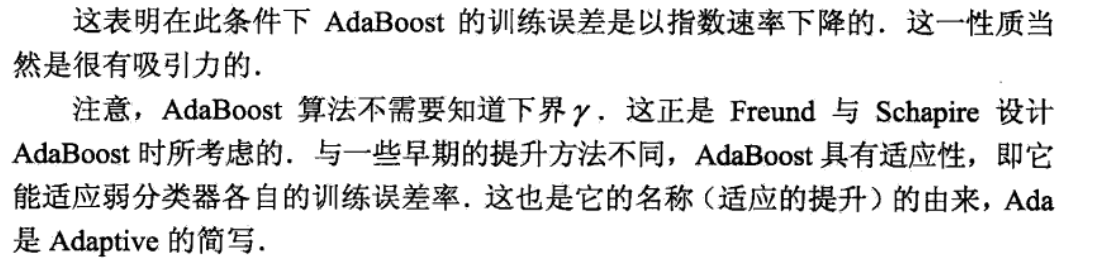 这表明在此条件下 AdaBoost 的训练误差是以指数速率下降的．这一性质当
然是很有吸引力的．
注意，AdaBoost 算法不需要知道下界γ．这正是 Freund 与 Schapire 设计
AdaBoost 时所考虑的．与一些早期的提升方法不同，AdaBoost 具有适应性，即它
能适应弱分类器各自的训练误差率．这也是它的名称（适应的提升）的由来，Ada
是 Adaptive 的简写．